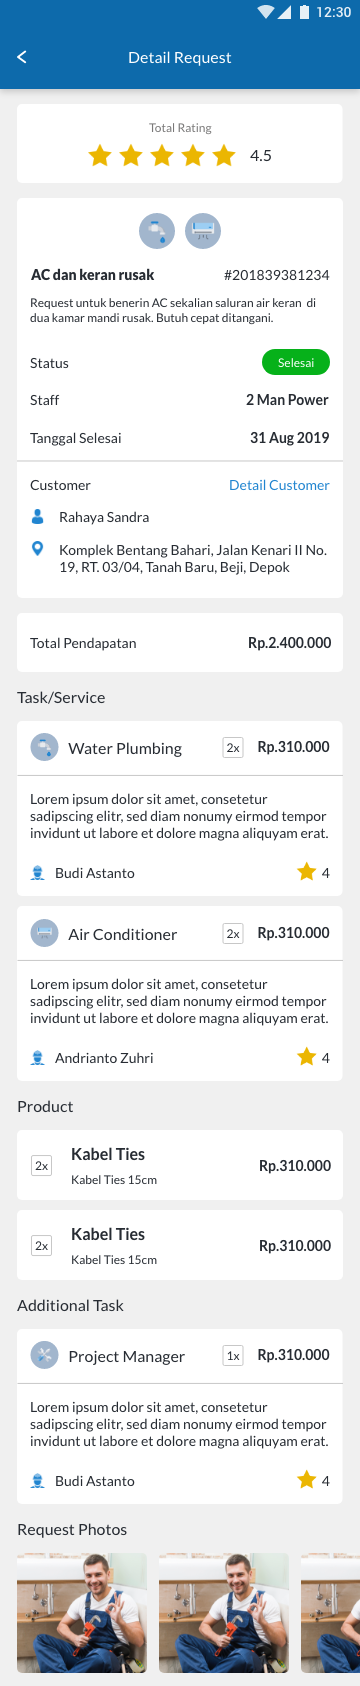 12:30
Detail Request
Total Rating
4.5
AC dan keran rusak #201839381234
Request untuk benerin AC sekalian saluran air keran di
dua kamar mandi rusak. Butuh cepat ditangani.
Status Selesai
Staff 2 Man Power
Tanggal Selesai 31 Aug 2019
Customer Detail Customer
Rahaya Sandra
Komplek Bentang Bahari, Jalan Kenari II No.
19, RT. 03/04, Tanah Baru, Beji, Depok
Total Pendapatan Rp.2.400.000
Task/Service
Water Plumbing 2x Rp.310.000
Lorem ipsum dolor sit amet, consetetur
sadipscing elitr, sed diam nonumy eirmod tempor
invidunt ut labore et dolore magna aliquyam erat.
Budi Astanto 4
Air Conditioner 2x Rp.310.000
Lorem ipsum dolor sit amet, consetetur
sadipscing elitr, sed diam nonumy eirmod tempor
invidunt ut labore et dolore magna aliquyam erat.
Andrianto Zuhri 4
Product
2x Kabel Ties Rp.310.000
Kabel Ties 15cm
2x Kabel Ties Rp.310.000
Kabel Ties 15cm
Additional Task
Project Manager 1x Rp.310.000
Lorem ipsum dolor sit amet, consetetur
sadipscing elitr, sed diam nonumy eirmod tempor
invidunt ut labore et dolore magna aliquyam erat.
Budi Astanto 4
Request Photos